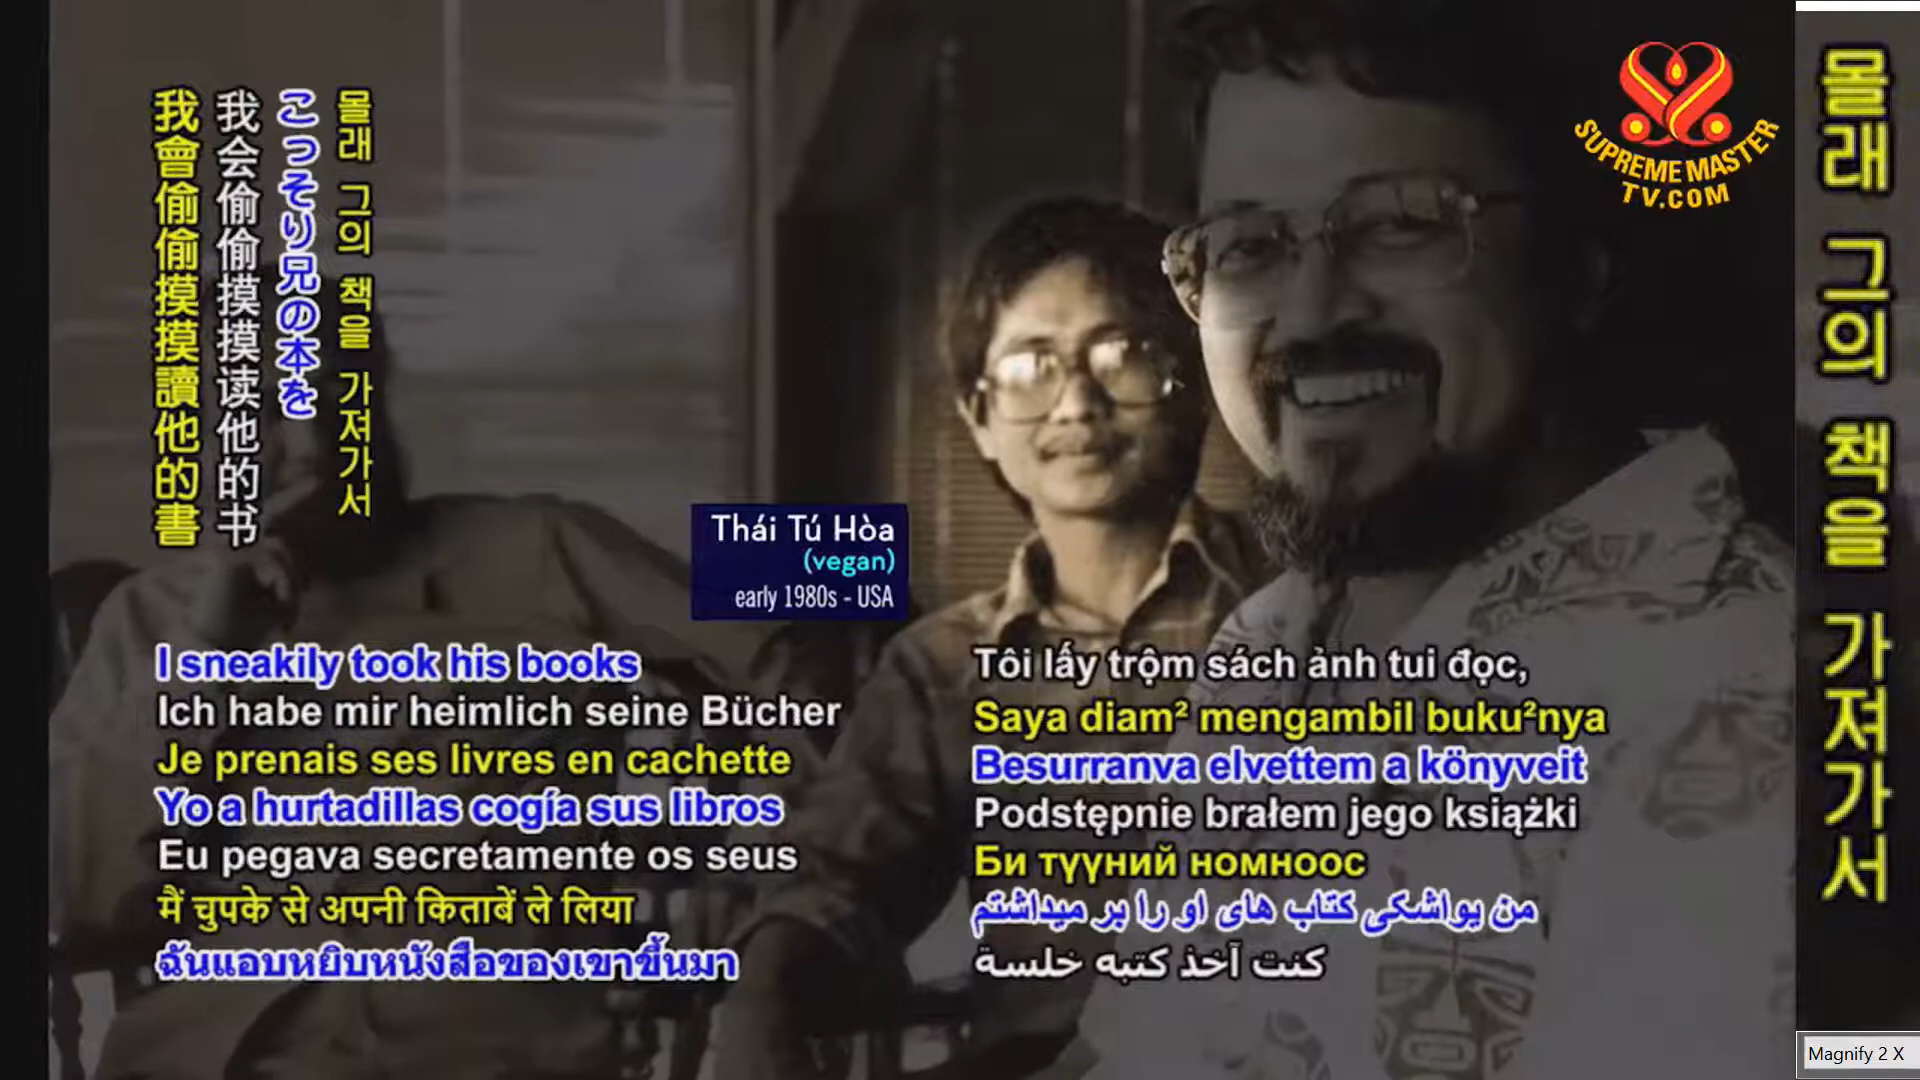 我會偷偷摸摸讀他的書
我会偷偷摸摸读他的书
こっそり兄の本を
몰래 그의 책을 가져가서
SUPREME MASTER
TV.COM
몰래 그의 책을 가져가서
Thái Tú Hòa
(vegan)
early 1980s - USA
I sneakily took his books
Ich habe mir heimlich seine Bücher
Je prenais ses livres en cachette
Yo a hurtadillas cogía sus libros
Eu pegava secretamente os seus
मैं चुपके से अपनी किताबें ले लिया
ฉันแอบหยิบหนังสือของเขาขึ้นมา
Tôi lấy trộm sách ảnh tui đọc,
Saya diam² mengambil buku²nya
Besurranva elvettem a könyveit
Podstępnie brałem jego książki
Би түүний номноос
من یواشکی کتاب های او را بر میداشتم
كنت آخذ كتبه خلسة
Magnify 2 X